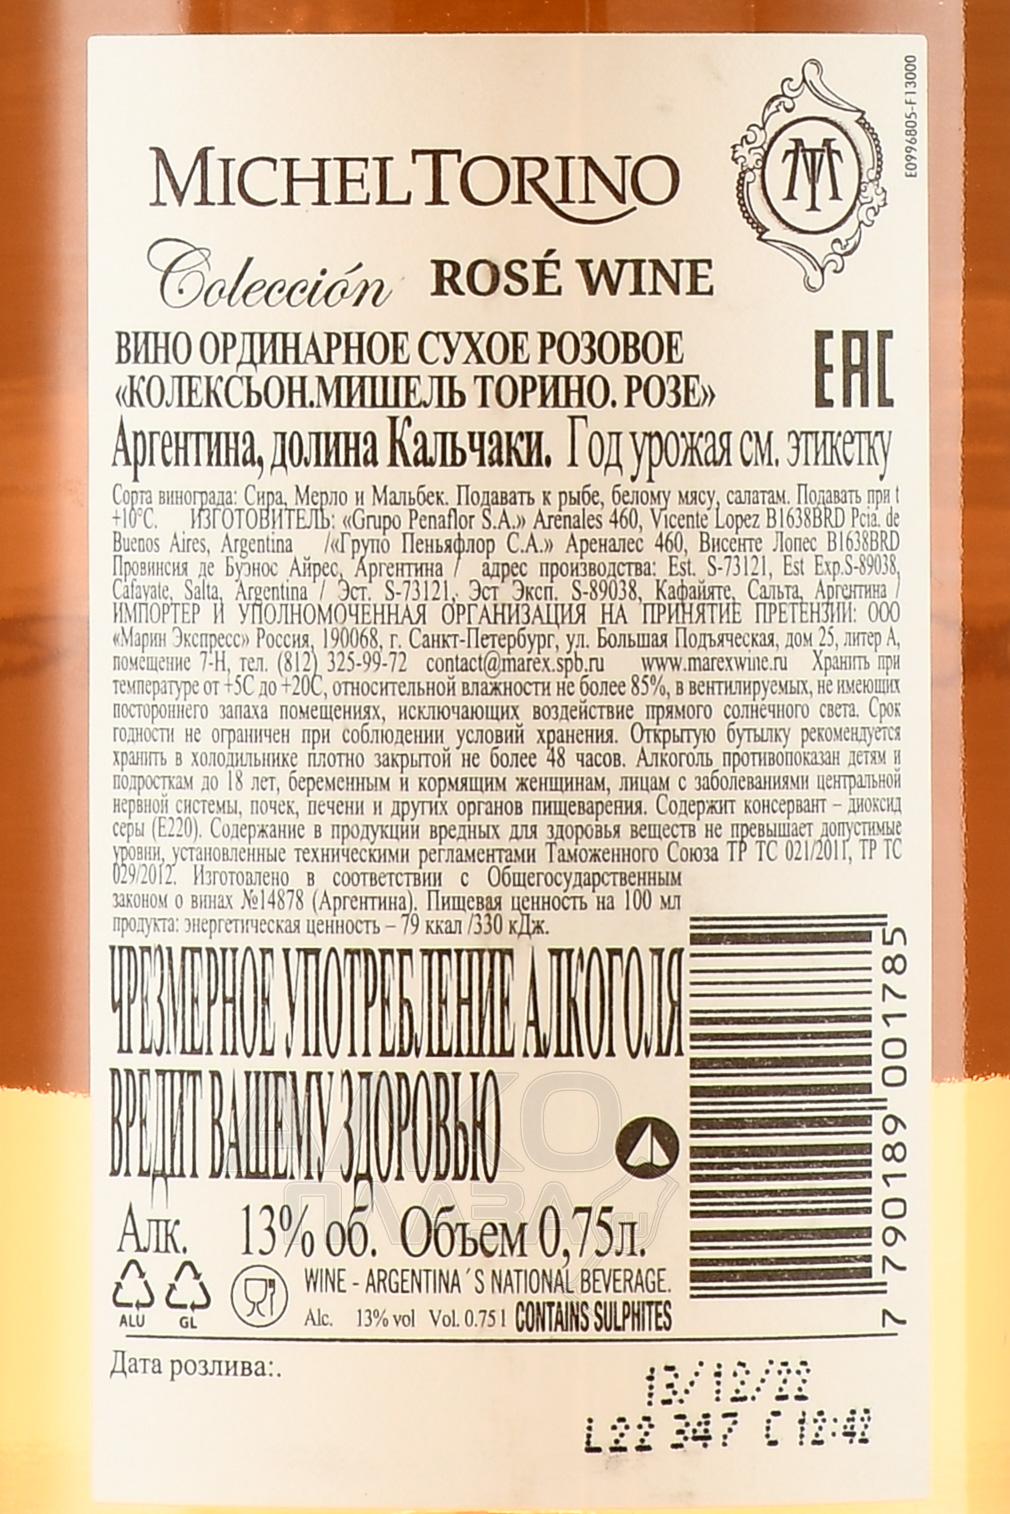 E0996805-F13000
MICHEL TORINO
MT
Colección ROSÉ WINE
ВИНО ОРДИНАРНОЕ СУХОЕ РОЗОВОЕ
«КОЛЕКСЬОН.МИШЕЛЬ ТОРИНО. РОЗЕ»
EAC
Аргентина, долина Кальчаки. Год урожая см. этикетку
Сорта винограда: Сира, Мерло и Мальбек. Подавать к рыбе, белому мясу, салатам. Подавать при t
+10°C. ИЗГОТОВИТЕЛЬ: «Grupo Penaflor S.A.» Arenales 460, Vicente Lopez B1638BRD Pcia. de
Buenos Aires, Argentina /«Групо Пеньяфлор С.А.» Ареналес 460, Висенте Лопес B1638BRD
Провинсия де Буэнос Айрес, Аргентина / адрес производства: Est. S-73121, Est Exp.S-89038,
Cafayate, Salta, Argentina / Эст. S-73121, Эст Эксп. S-89038, Кафайяте, Сальта, Аргентина /
ИМПОРТЕР И УПОЛНОМОЧЕННАЯ ОРГАНИЗАЦИЯ НА ПРИНЯТИЕ ПРЕТЕНЗИЙ: ООО
«Марин Экспресс» Россия, 190068, г. Санкт-Петербург, ул. Большая Подъяческая, дом 25, литер А,
помещение 7-Н, тел. (812) 325-99-72 contact@marex.spb.ru www.marexwine.ru Хранить при
температуре от +5С до +20С, относительной влажности не более 85%, в вентилируемых, не имеющих
постороннего запаха помещениях, исключающих воздействие прямого солнечного света. Срок
годности не ограничен при соблюдении условий хранения. Открытую бутылку рекомендуется
хранить в холодильнике плотно закрытой не более 48 часов. Алкоголь противопоказан детям и
подросткам до 18 лет, беременным и кормящим женщинам, лицам с заболеваниями центральной
нервной системы, почек, печени и других органов пищеварения. Содержит консервант – диоксид
серы (Е220). Содержание в продукции вредных для здоровья веществ не превышает допустимые
уровни, установленные техническими регламентами Таможенного Союза ТР ТС 021/2011, ТР ТС
029/2012. Изготовлено в соответствии с Общегосударственным
законом о винах №14878 (Аргентина). Пищевая ценность на 100 мл
продукта: энергетическая ценность – 79 ккал /330 кДж.
ЧРЕЗМЕРНОЕ УПОТРЕБЛЕНИЕ АЛКОГОЛЯ
ВРЕДИТ ВАШЕМУ ЗДОРОВЬЮ
7 790189 001785
АЛКО
ПЛАЗА.ru
Алк. 13% об. Объем 0,75л.
WINE - ARGENTINA´S NATIONAL BEVERAGE.
ALU GL
Alc. 13% vol Vol. 0.75 l CONTAINS SULPHITES
Дата розлива:.
13/12/22
L22 347 C 12:42